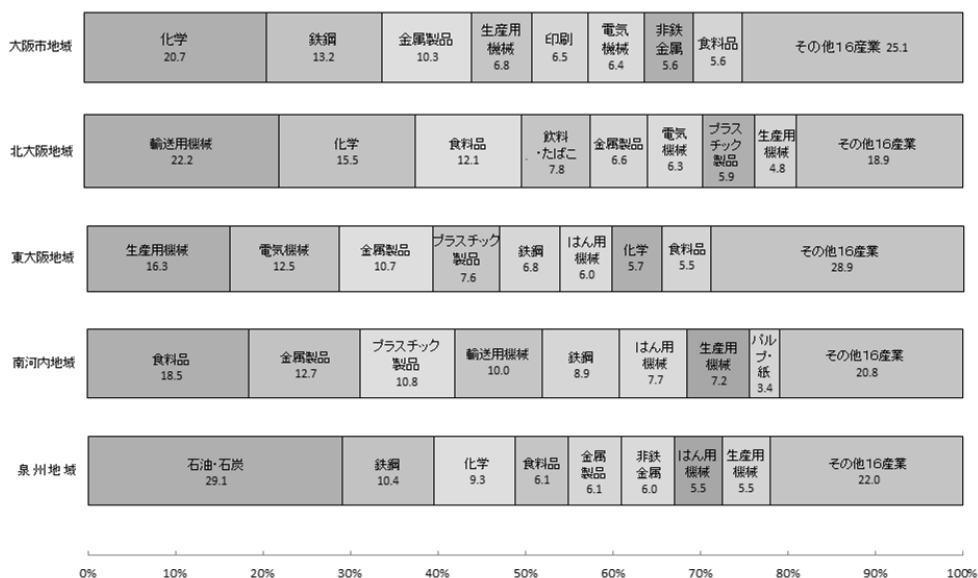 大阪市地域
化学
20.7
鉄鋼
13.2
金属製品
10.3
生産用
機械
6.8
印刷
6.5
電気
機械
6.4
非鉄
金属
5.6
食料品
5.6
その他16産業 25.1
北大阪地域
輸送用機械
22.2
化学
15.5
食料品
12.1
飲料
・たばこ
7.8
金属製品
6.6
電気
機械
6.3
プラス
チック
製品
5.9
生産用
機械
4.8
その他16産業
18.9
東大阪地域
生産用機械
16.3
電気機械
12.5
金属製品
10.7
プラスチック
製品
7.6
鉄鋼
6.8
はん用
機械
6.0
化学
5.7
食料品
5.5
その他16産業
28.9
南河内地域
食料品
18.5
金属製品
12.7
プラスチック
製品
10.8
輸送用機械
10.0
鉄鋼
8.9
はん用
機械
7.7
生産用
機械
7.2
パル
プ・
紙
3.4
その他16産業
20.8
泉州地域
石油・石炭
29.1
鉄鋼
10.4
化学
9.3
食料品
6.1
金属
製品
6.1
非鉄
金属
6.0
はん用
機械
5.5
生産用
機械
5.5
その他16産業
22.0
0% 10% 20% 30% 40% 50% 60% 70% 80% 90% 100%